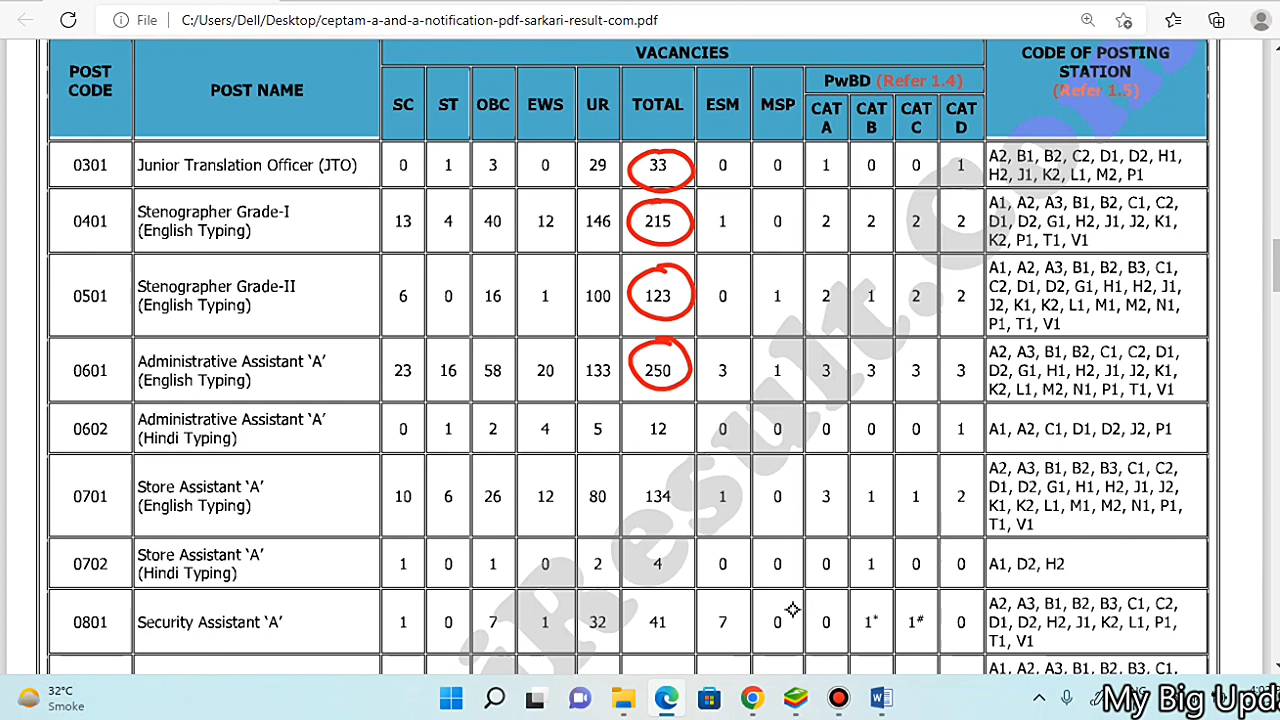 File
C:/Users/Dell/Desktop/ceptam-a-and-a-notification-pdf-sarkari-result-com.pdf
POST CODE POST NAME VACANCIES CODE OF POSTING STATION (Refer 1.5)
SC ST OBC EWS UR TOTAL ESM MSP PwBD (Refer 1.4)
CAT A CAT B CAT C CAT D
0301 Junior Translation Officer (JTO) 0 1 3 0 29 33 0 0 1 0 0 1 A2, B1, B2, C2, D1, D2, H1,
H2, J1, K2, L1, M2, P1
0401 Stenographer Grade-I
(English Typing) 13 4 40 12 146 215 1 0 2 2 2 2 A1, A2, A3, B1, B2, C1, C2,
D1, D2, G1, H2, J1, J2, K1,
K2, P1, T1, V1
0501 Stenographer Grade-II
(English Typing) 6 0 16 1 100 123 0 1 2 1 2 2 A1, A2, A3, B1, B2, B3, C1,
C2, D1, D2, G1, H1, H2, J1,
J2, K1, K2, L1, M1, M2, N1,
P1, T1, V1
0601 Administrative Assistant ‘A’
(English Typing) 23 16 58 20 133 250 3 1 3 3 3 3 A2, A3, B1, B2, C1, C2, D1,
D2, G1, H1, H2, J1, J2, K1,
K2, L1, M2, N1, P1, T1, V1
0602 Administrative Assistant ‘A’
(Hindi Typing) 0 1 2 4 5 12 0 0 0 0 0 1 A1, A2, C1, D1, D2, J2, P1
0701 Store Assistant ‘A’
(English Typing) 10 6 26 12 80 134 1 0 3 1 1 2 A2, A3, B1, B2, B3, C1, C2,
D1, D2, G1, H1, H2, J1, J2,
K1, K2, L1, M1, M2, N1, P1,
T1, V1
0702 Store Assistant ‘A’
(Hindi Typing) 1 0 1 0 2 4 0 0 0 1 0 0 A1, D2, H2
0801 Security Assistant ‘A’ 1 0 7 1 32 41 7 0 0 1* 1# 0 A2, A3, B1, B2, B3, C1, C2,
D1, D2, H2, J1, K2, L1, P1,
T1, V1
A1, A2, A3, B1, B2, B3, C1,
iResult.com
32°C
Smoke
My Big Upd